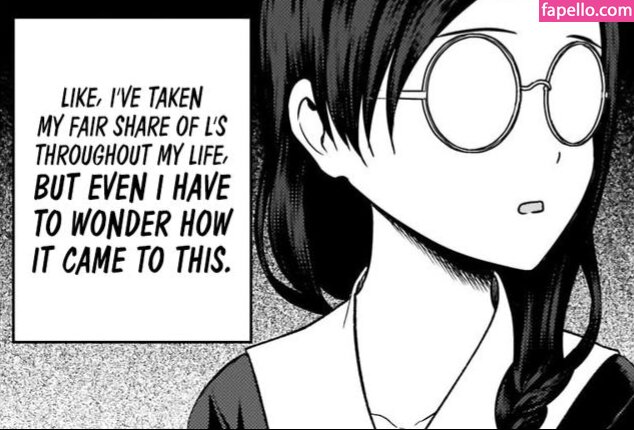 fapello.com
LIKE, I'VE TAKEN
MY FAIR SHARE OF L'S
THROUGHOUT MY LIFE,
BUT EVEN I HAVE
TO WONDER HOW
IT CAME TO THIS.